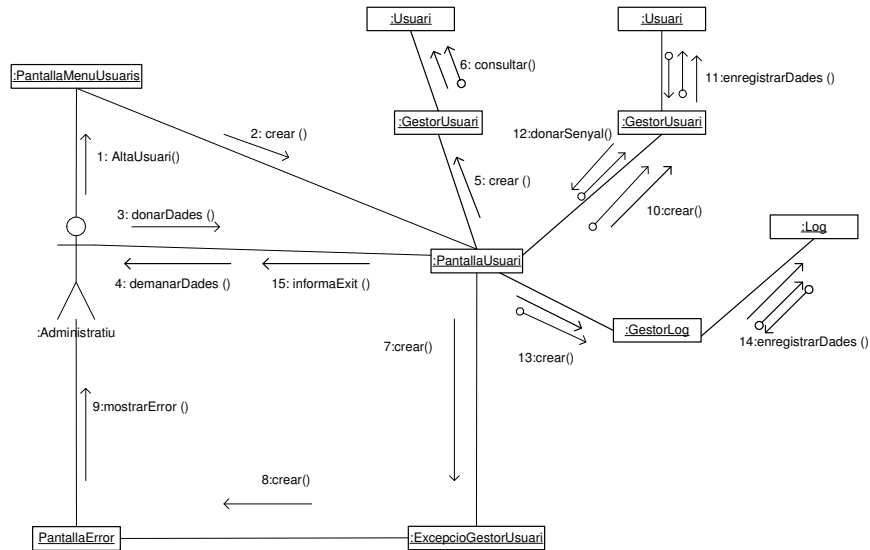 :Usuari
:Usuari
:PantallaMenuUsuaris
6: consultar()
11:enregistrarDades ()
:GestorUsuari
:GestorUsuari
2: crear ()
12:donarSenyal()
1: AltaUsuari()
5: crear ()
3: donarDades ()
10:crear()
:Log
:PantallaUsuari
4: demanarDades ()
15: informaExit ()
:Administratiu
:GestorLog
7:crear()
13:crear()
14:enregistrarDades ()
9:mostrarError ()
8:crear()
PantallaError
:ExcepcioGestorUsuari